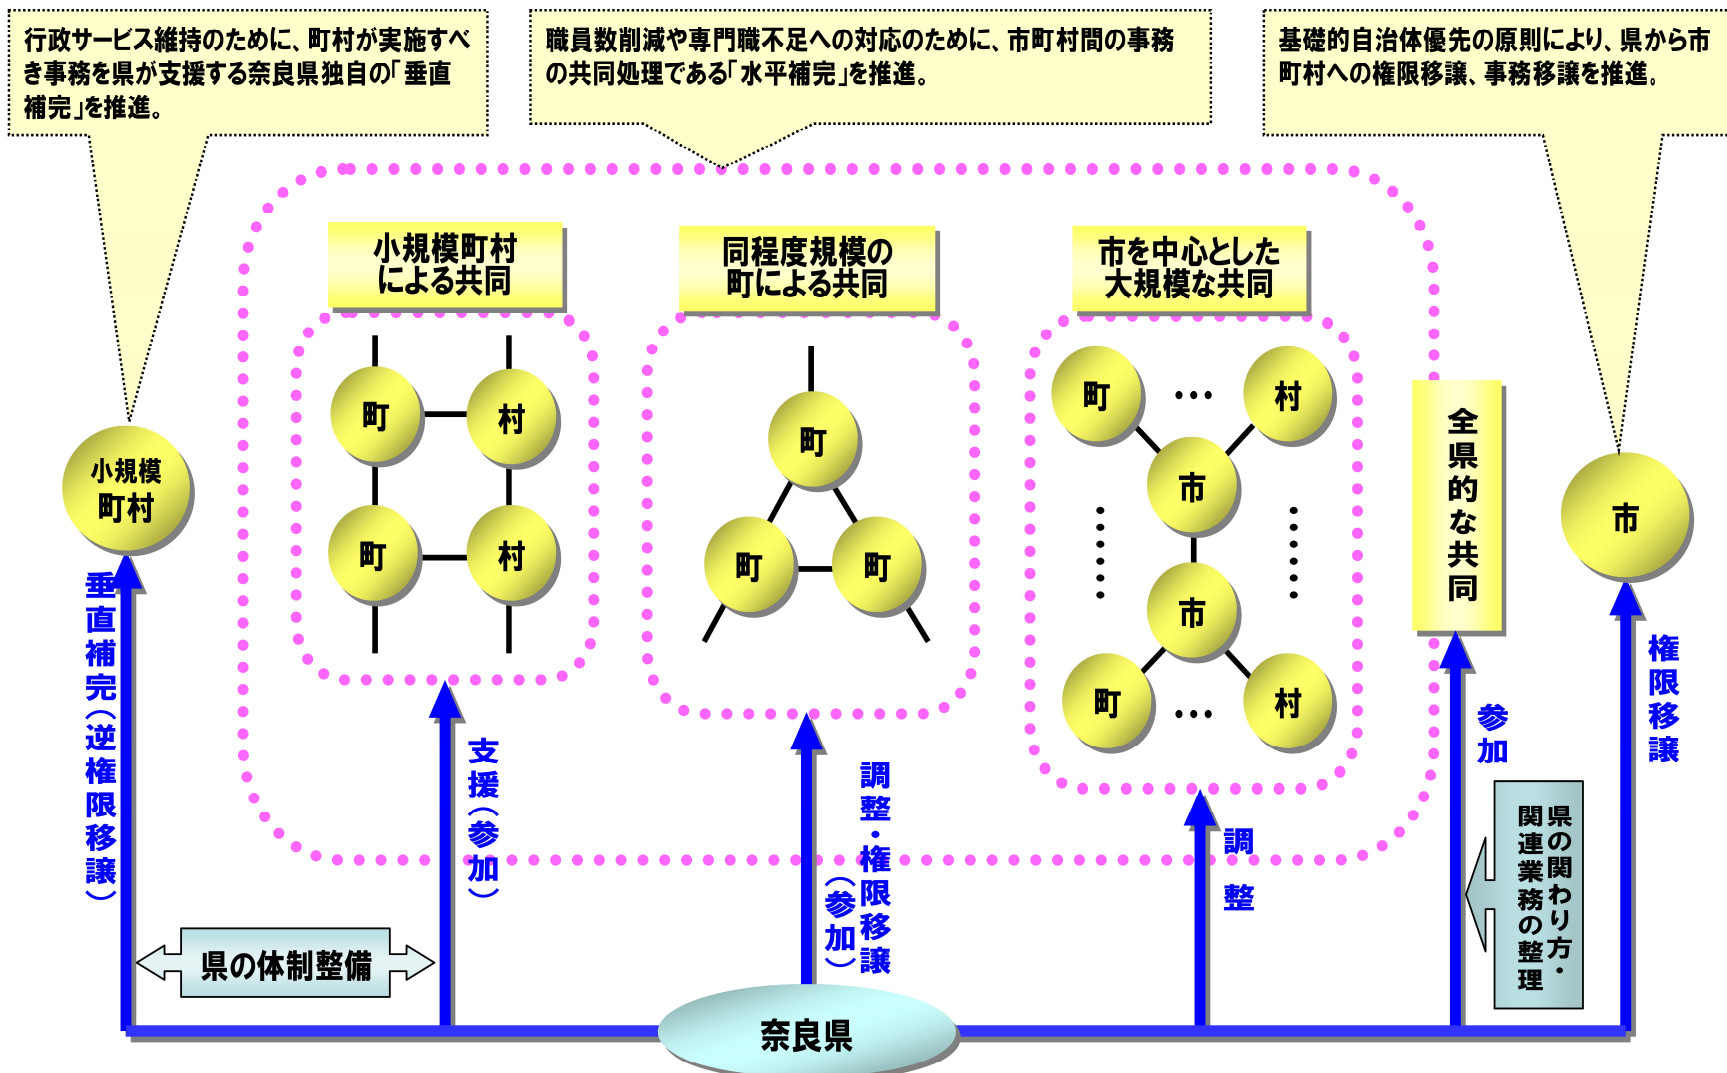 行政サービス維持のために、町村が実施すべ
き事務を県が支援する奈良県独自の「垂直
補完」を推進。
職員数削減や専門職不足への対応のために、市町村間の事務
の共同処理である「水平補完」を推進。
基礎的自治体優先の原則により、県から市
町村への権限移譲、事務移譲を推進。
小規模町村
による共同
同程度規模の
町による共同
市を中心とした
大規模な共同
町
村
町
村
町
町
町
町
…
村
市
市
町
…
村
全県的な共同
小規模
町村
市
垂直補完（逆権限移譲）
支援（参加）
調整・権限移譲
（参加）
調整
参加
権限移譲
県の関わり方・
関連業務の整理
県の体制整備
奈良県